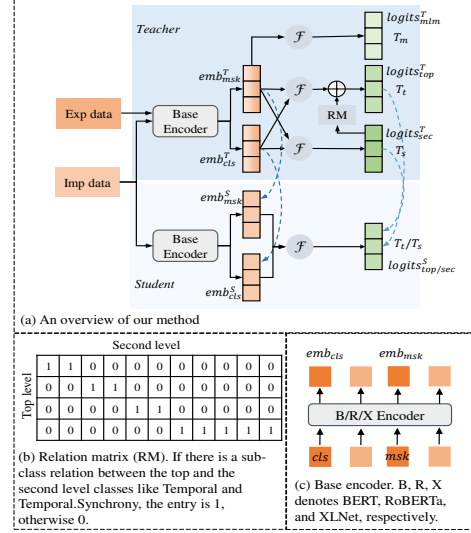 Teacher
logits^T_mlm
T_m
F
emb^T_msk
logits^T_top
F
T_t
Exp data
Base
Encoder
RM
logits^T_sec
emb^T_cls
F
T_s
Imp data
emb^S_msk
Base
Encoder
F
T_t/T_s
logits^S_top/sec
Student
emb^S_cls
(a) An overview of our method
Second level
Top level
1 1 0 0 0 0 0 0 0 0 0
0 0 1 1 0 0 0 0 0 0 0
0 0 0 0 1 1 0 0 0 0 0
0 0 0 0 0 0 1 1 1 1 1
(b) Relation matrix (RM). If there is a sub-
class relation between the top and the
second level classes like Temporal and
Temporal.Synchrony, the entry is 1,
otherwise 0.
emb_cls emb_msk
B/R/X Encoder
cls msk
(c) Base encoder. B, R, X
denotes BERT, RoBERTa,
and XLNet, respectively.